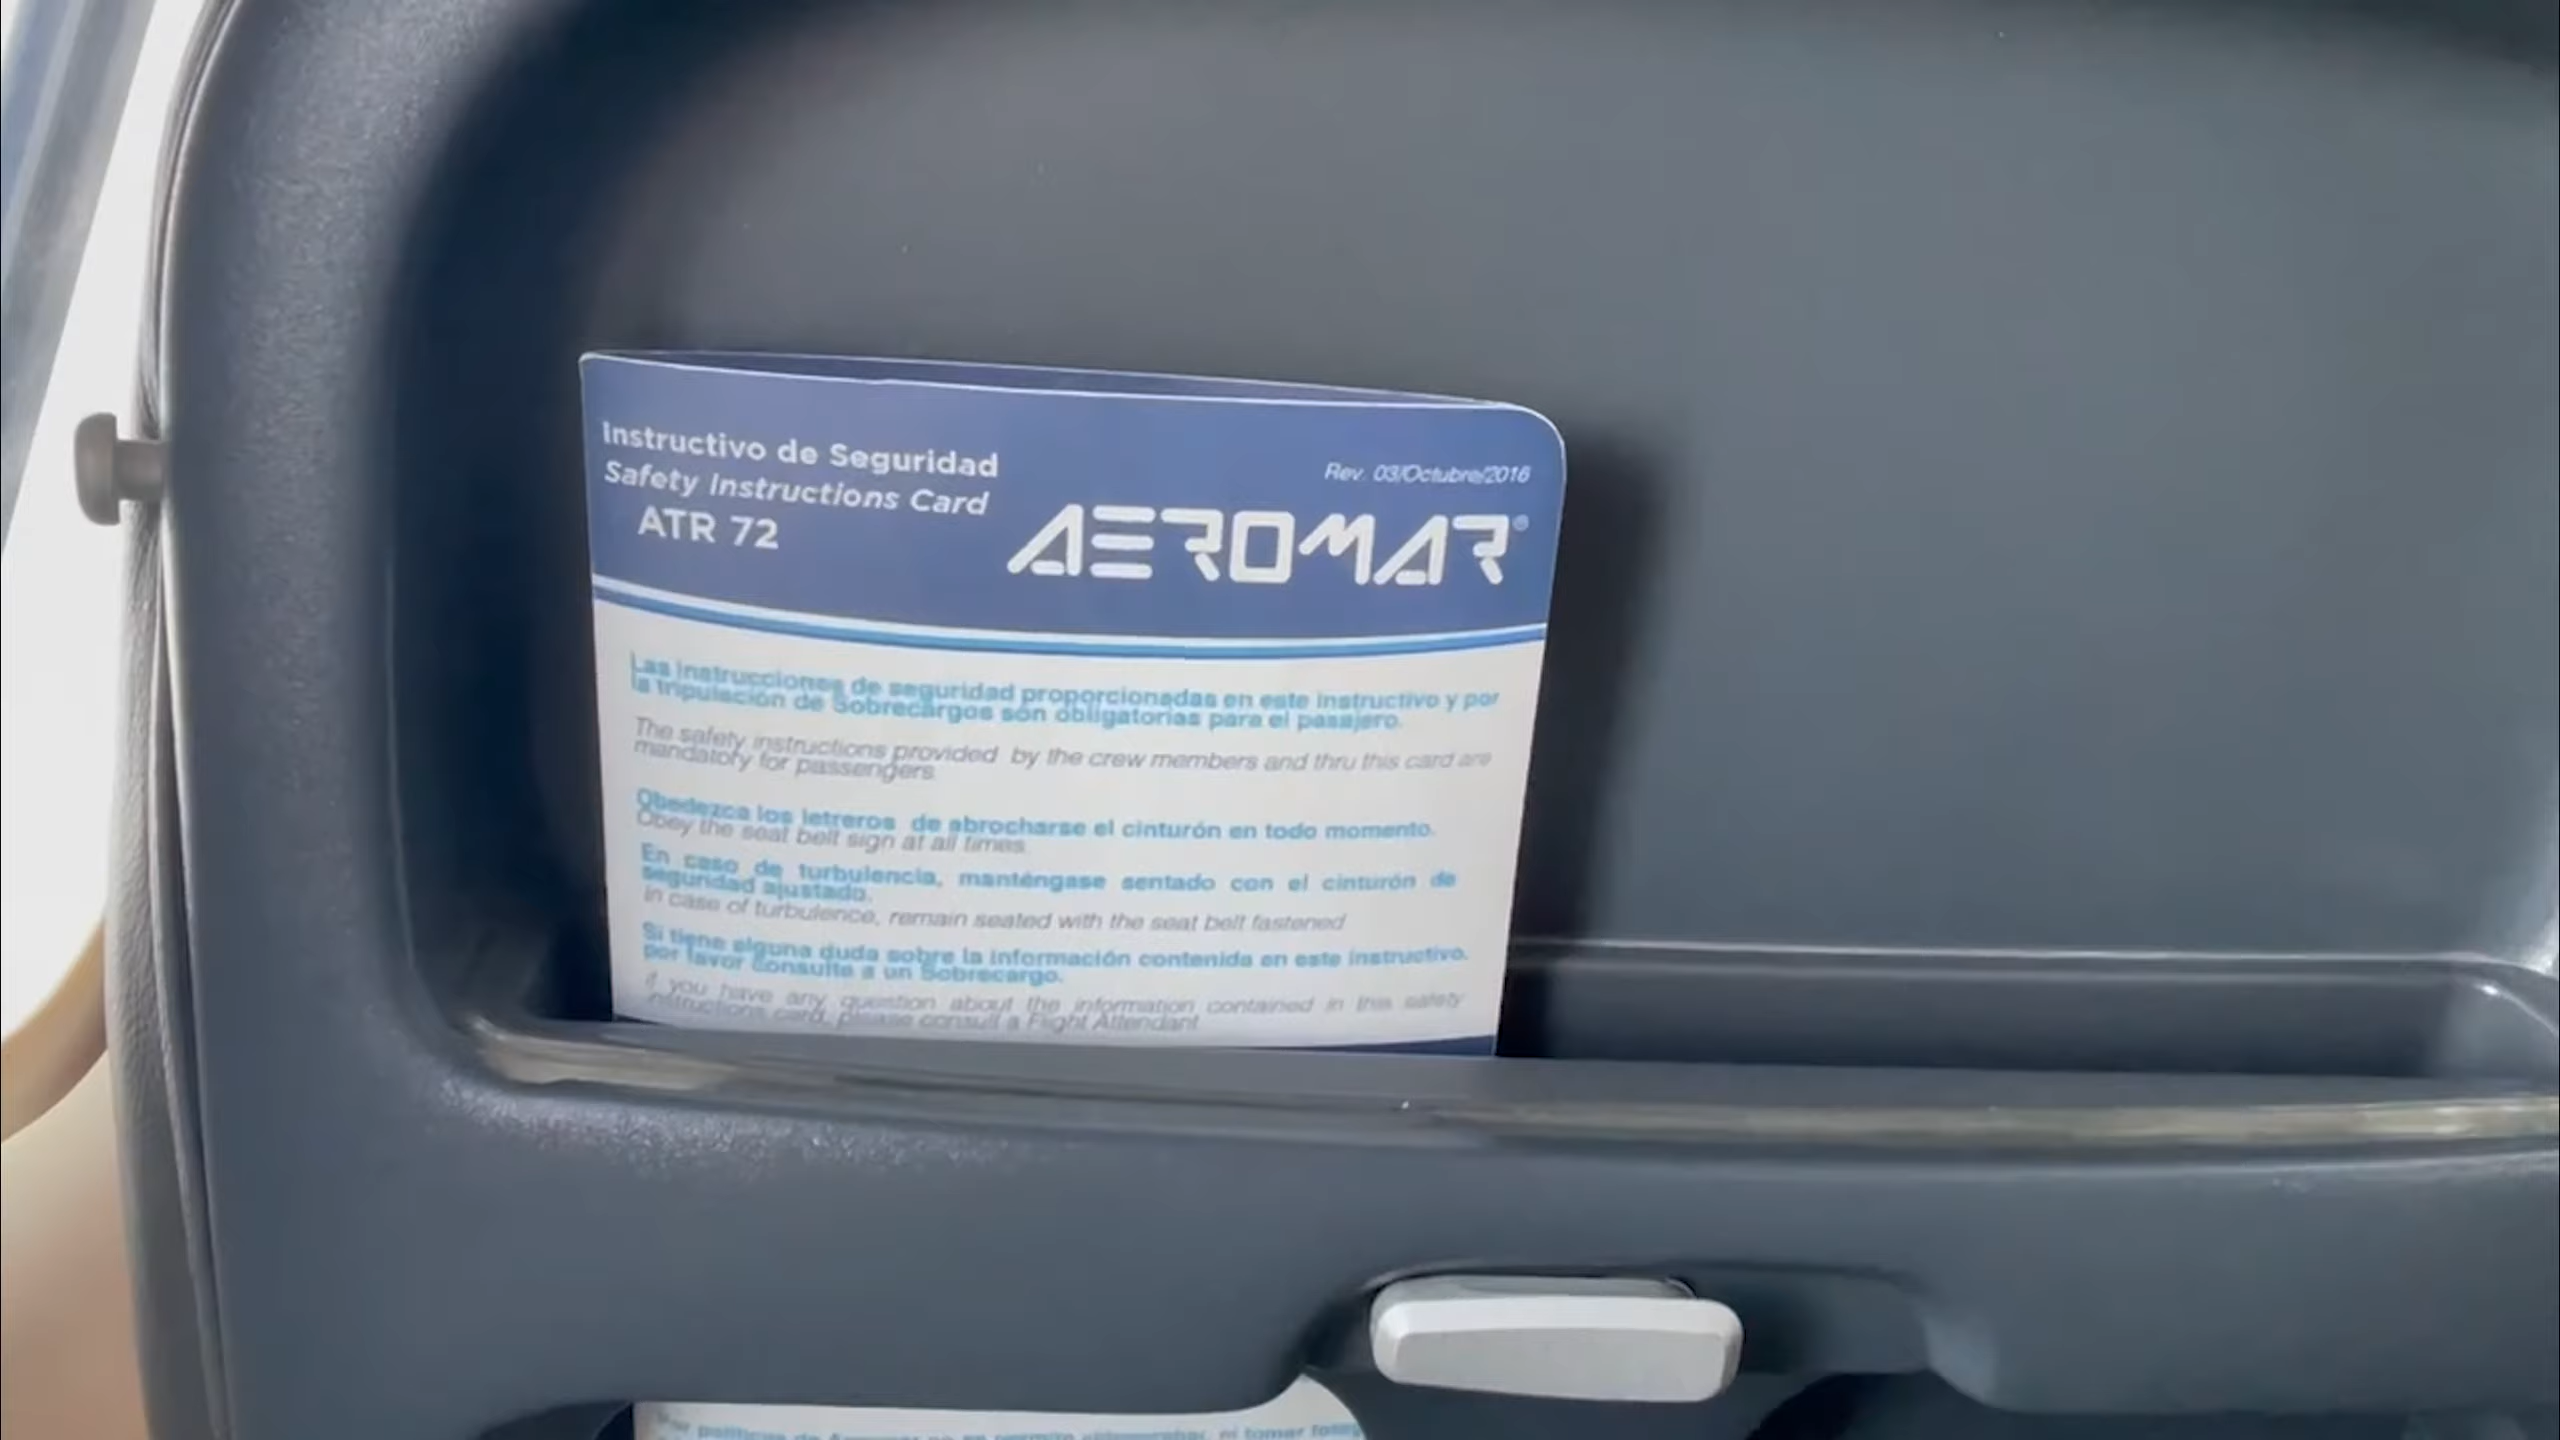 Instructivo de Seguridad
Safety Instructions Card
ATR 72
Rev. 03/Octubre/2016
AEROMAR®
Las instrucciones de seguridad proporcionadas en este instructivo y por
la tripulación de Sobrecargos son obligatorias para el pasajero.
The safety instructions provided by the crew members and thru this card are
mandatory for passengers
Obedezca los letreros de abrocharse el cinturón en todo momento.
Obey the seat belt sign at all times
En caso de turbulencia, manténgase sentado con el cinturón de
seguridad ajustado.
In case of turbulence, remain seated with the seat belt fastened
Si tiene alguna duda sobre la información contenida en este instructivo.
por favor consulte a un Sobrecargo.
If you have any question about the information contained in this safety
instructions card, please consult a Flight Attendant
políticas de Aeromar no se permite